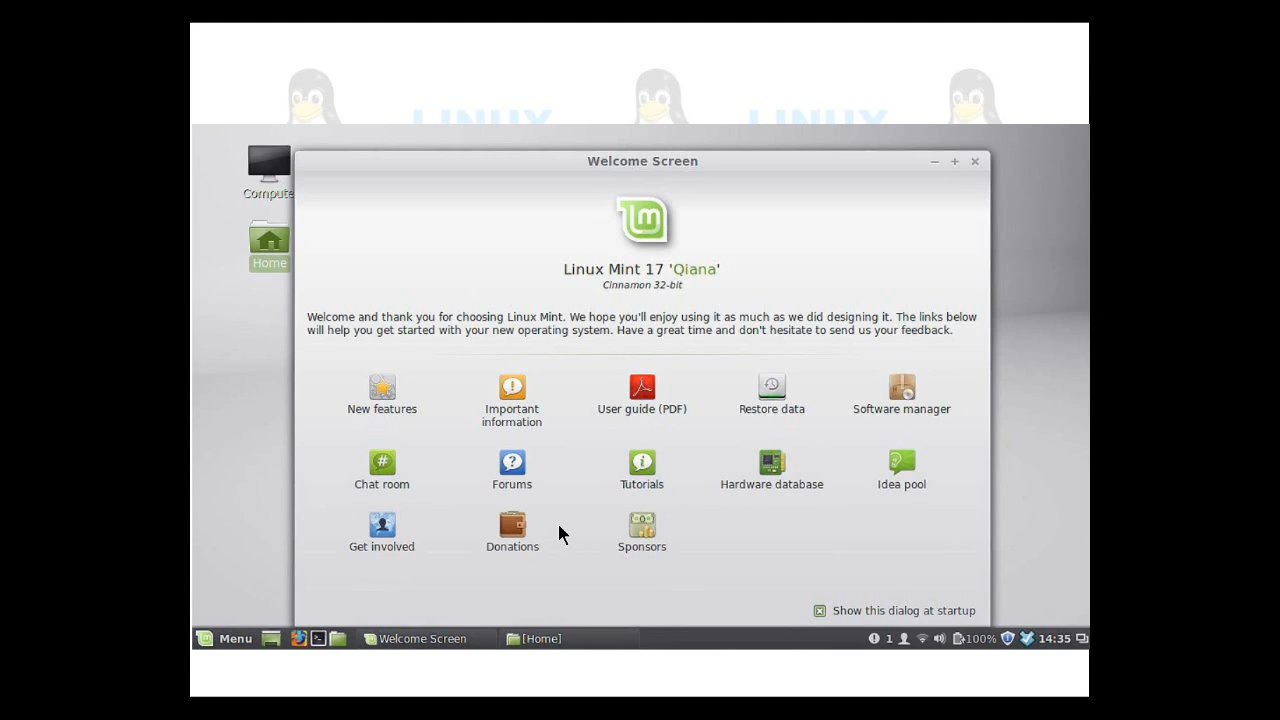 LINUX LINUX
Welcome Screen
Computer
Home
Linux Mint 17 'Qiana'
Cinnamon 32-bit
Welcome and thank you for choosing Linux Mint. We hope you'll enjoy using it as much as we did designing it. The links below
will help you get started with your new operating system. Have a great time and don't hesitate to send us your feedback.
New features Important User guide (PDF) Restore data Software manager
information
Chat room Forums Tutorials Hardware database Idea pool
Get involved Donations Sponsors
Show this dialog at startup
Menu Welcome Screen [Home] 1 100% 14:35